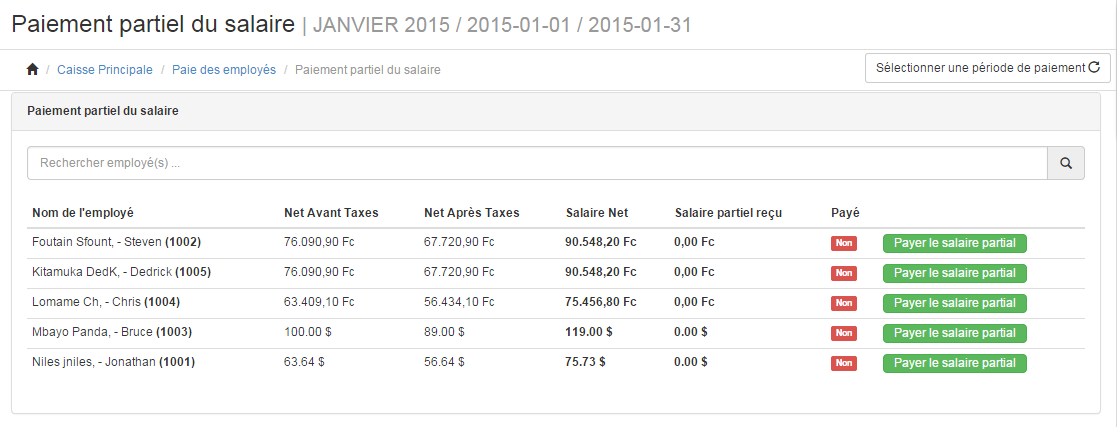 Paiement partiel du salaire | JANVIER 2015 / 2015-01-01 / 2015-01-31
/ Caisse Principale / Paie des employés / Paiement partiel du salaire Sélectionner une période de paiement
Paiement partiel du salaire
Rechercher employé(s) ...
Nom de l'employé Net Avant Taxes Net Après Taxes Salaire Net Salaire partiel reçu Payé
Foutain Sfount, - Steven (1002) 76.090,90 Fc 67.720,90 Fc 90.548,20 Fc 0,00 Fc Non Payer le salaire partial
Kitamuka DedK, - Dedrick (1005) 76.090,90 Fc 67.720,90 Fc 90.548,20 Fc 0,00 Fc Non Payer le salaire partial
Lomame Ch, - Chris (1004) 63.409,10 Fc 56.434,10 Fc 75.456,80 Fc 0,00 Fc Non Payer le salaire partial
Mbayo Panda, - Bruce (1003) 100.00 $ 89.00 $ 119.00 $ 0.00 $ Non Payer le salaire partial
Niles jniles, - Jonathan (1001) 63.64 $ 56.64 $ 75.73 $ 0.00 $ Non Payer le salaire partial